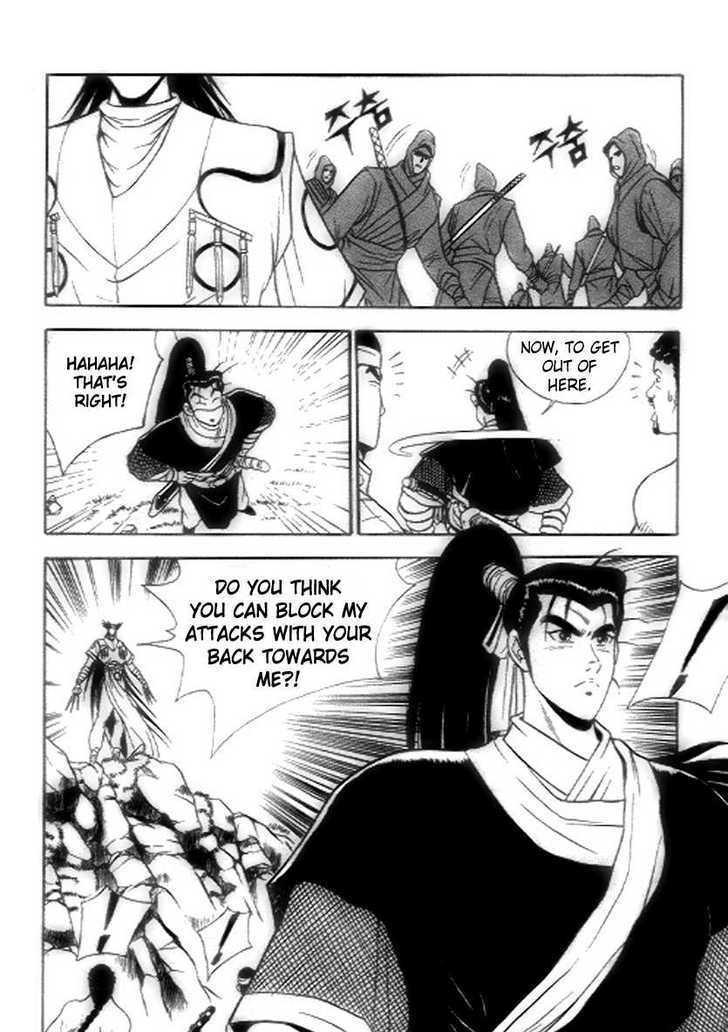 주춤
주춤
HAHAHA!
THAT'S
RIGHT!
NOW, TO GET
OUT OF
HERE.
DO YOU THINK
YOU CAN BLOCK MY
ATTACKS WITH YOUR
BACK TOWARDS
ME?!
!
!
!